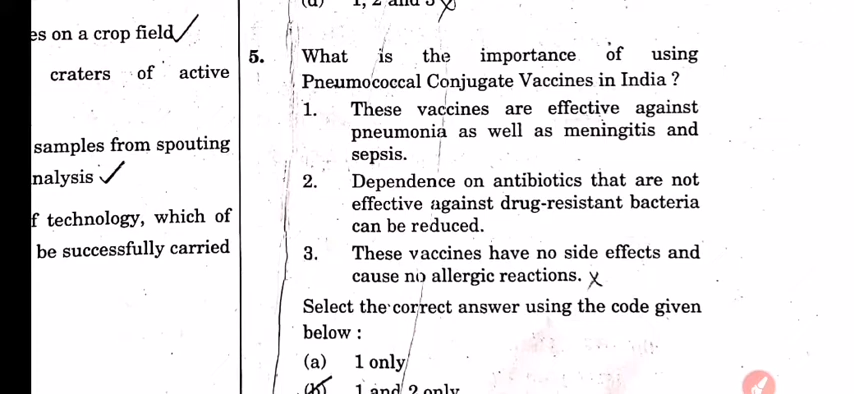 es on a crop field
craters of active
samples from spouting
nalysis
f technology, which of
be successfully carried
(d) 1, 2 and 3
5. What is the importance of using
Pneumococcal Conjugate Vaccines in India ?
1. These vaccines are effective against
pneumonia as well as meningitis and
sepsis.
2. Dependence on antibiotics that are not
effective against drug-resistant bacteria
can be reduced.
3. These vaccines have no side effects and
cause no allergic reactions.
Select the correct answer using the code given
below :
(a) 1 only
1 and 2 only